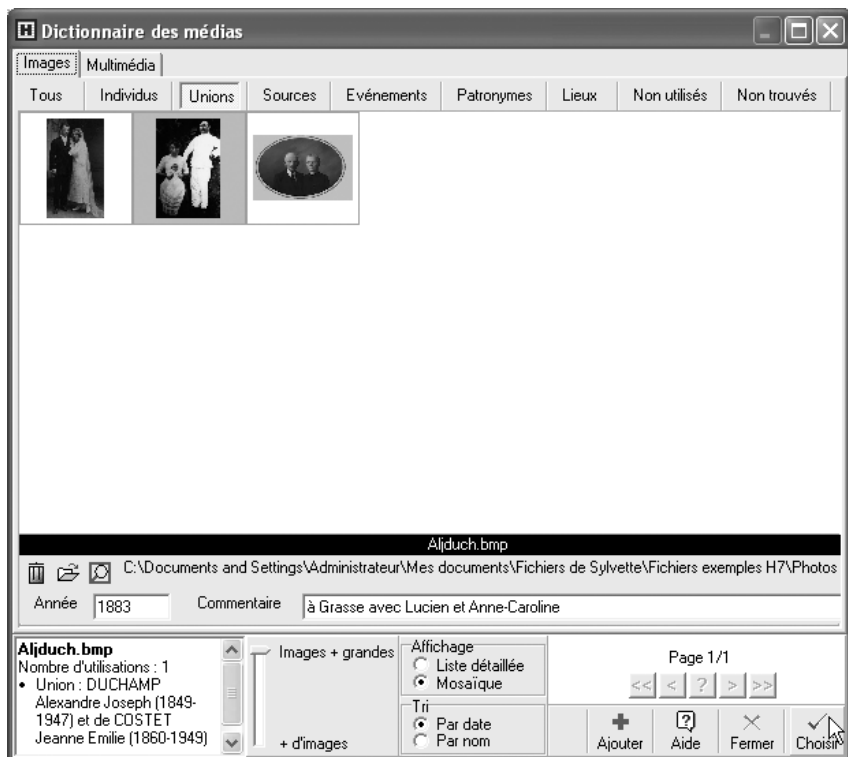 H Dictionnaire des médias
Images Multimédia
Tous Individus Unions Sources Evénements Patronymes Lieux Non utilisés Non trouvés
Aljduch.bmp
C:\Documents and Settings\Administrateur\Mes documents\Fichiers de Sylvette\Fichiers exemples H7\Photos
Année 1883 Commentaire à Grasse avec Lucien et Anne-Caroline
Aljduch.bmp
Nombre d'utilisations : 1
• Union : DUCHAMP
Alexandre Joseph (1849-
1947) et de COSTET
Jeanne Emilie (1860-1949)
Images + grandes
+ d'images
Affichage
Liste détaillée
Mosaïque
Tri
Par date
Par nom
Page 1/1
<< < ? > >>
Ajouter Aide Fermer Choisir